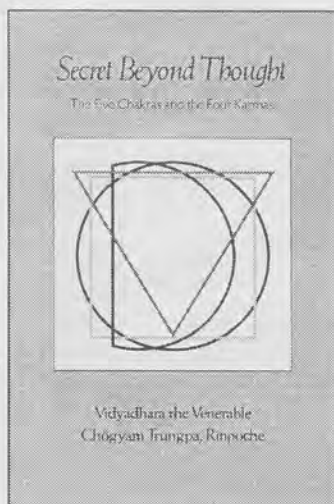 Secret Beyond Thought
The Five Chakras and the Four Karmas
Vidyadhara the Venerable
Chögyam Trungpa, Rinpoche